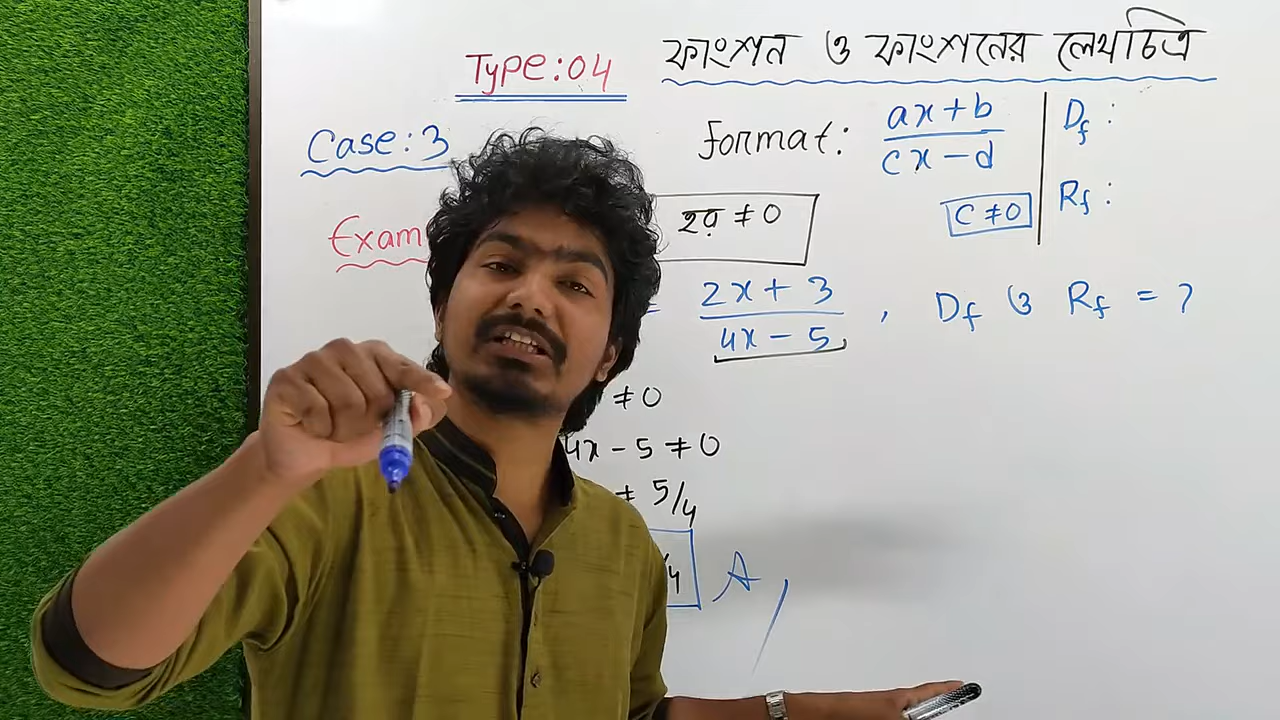 Type:04 ফাংশন ও ফাংশনের লেখচিত্র
Case:3
Format: ax+b / cx-d
Df :
Rf :
c ≠ 0
হর ≠ 0
= 2x+3 / 4x-5 , Df ও Rf = ?
≠ 0
4x-5 ≠ 0
≠ 5/4